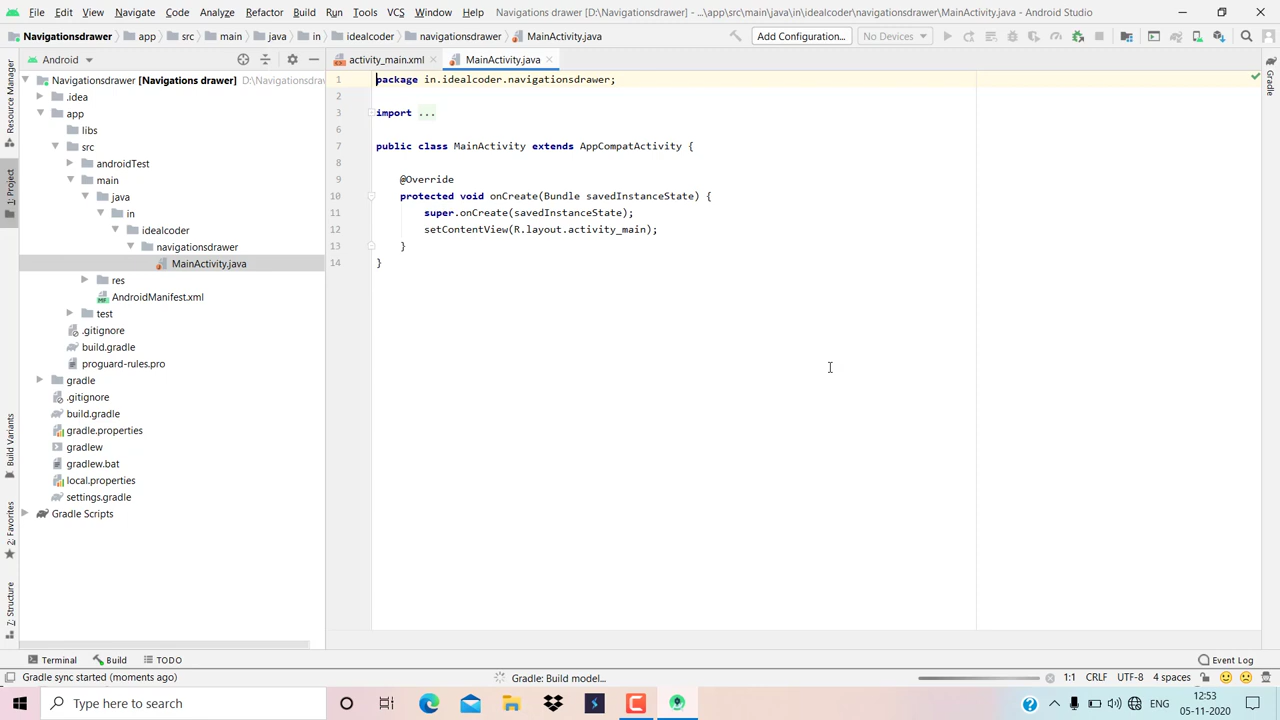 File Edit View Navigate Code Analyze Refactor Build Run Tools VCS Window Help Navigations drawer [D:\Navigations drawer] - ...\app\src\main\java\in\idealcoder\navigationsdrawer\MainActivity.java - Android Studio
Navigationsdrawer app src main java in idealcoder navigationsdrawer MainActivity.java Add Configuration... No Devices
Android activity_main.xml MainActivity.java
Resource Manager
1: Project
Build Variants
2: Favorites
7: Structure
Gradle
Navigationsdrawer [Navigations drawer] D:\Navigationsdraw
.idea
app
libs
src
androidTest
main
java
in
idealcoder
navigationsdrawer
MainActivity.java
res
AndroidManifest.xml
test
.gitignore
build.gradle
proguard-rules.pro
gradle
.gitignore
build.gradle
gradle.properties
gradlew
gradlew.bat
local.properties
settings.gradle
Gradle Scripts
1 package in.idealcoder.navigationsdrawer;
2
3 import ...
6
7 public class MainActivity extends AppCompatActivity {
8
9 @Override
10 protected void onCreate(Bundle savedInstanceState) {
11 super.onCreate(savedInstanceState);
12 setContentView(R.layout.activity_main);
13 }
14 }
Terminal Build TODO Event Log
Gradle sync started (moments ago) Gradle: Build model... 1:1 CRLF UTF-8 4 spaces
Type here to search ENG 12:53
05-11-2020